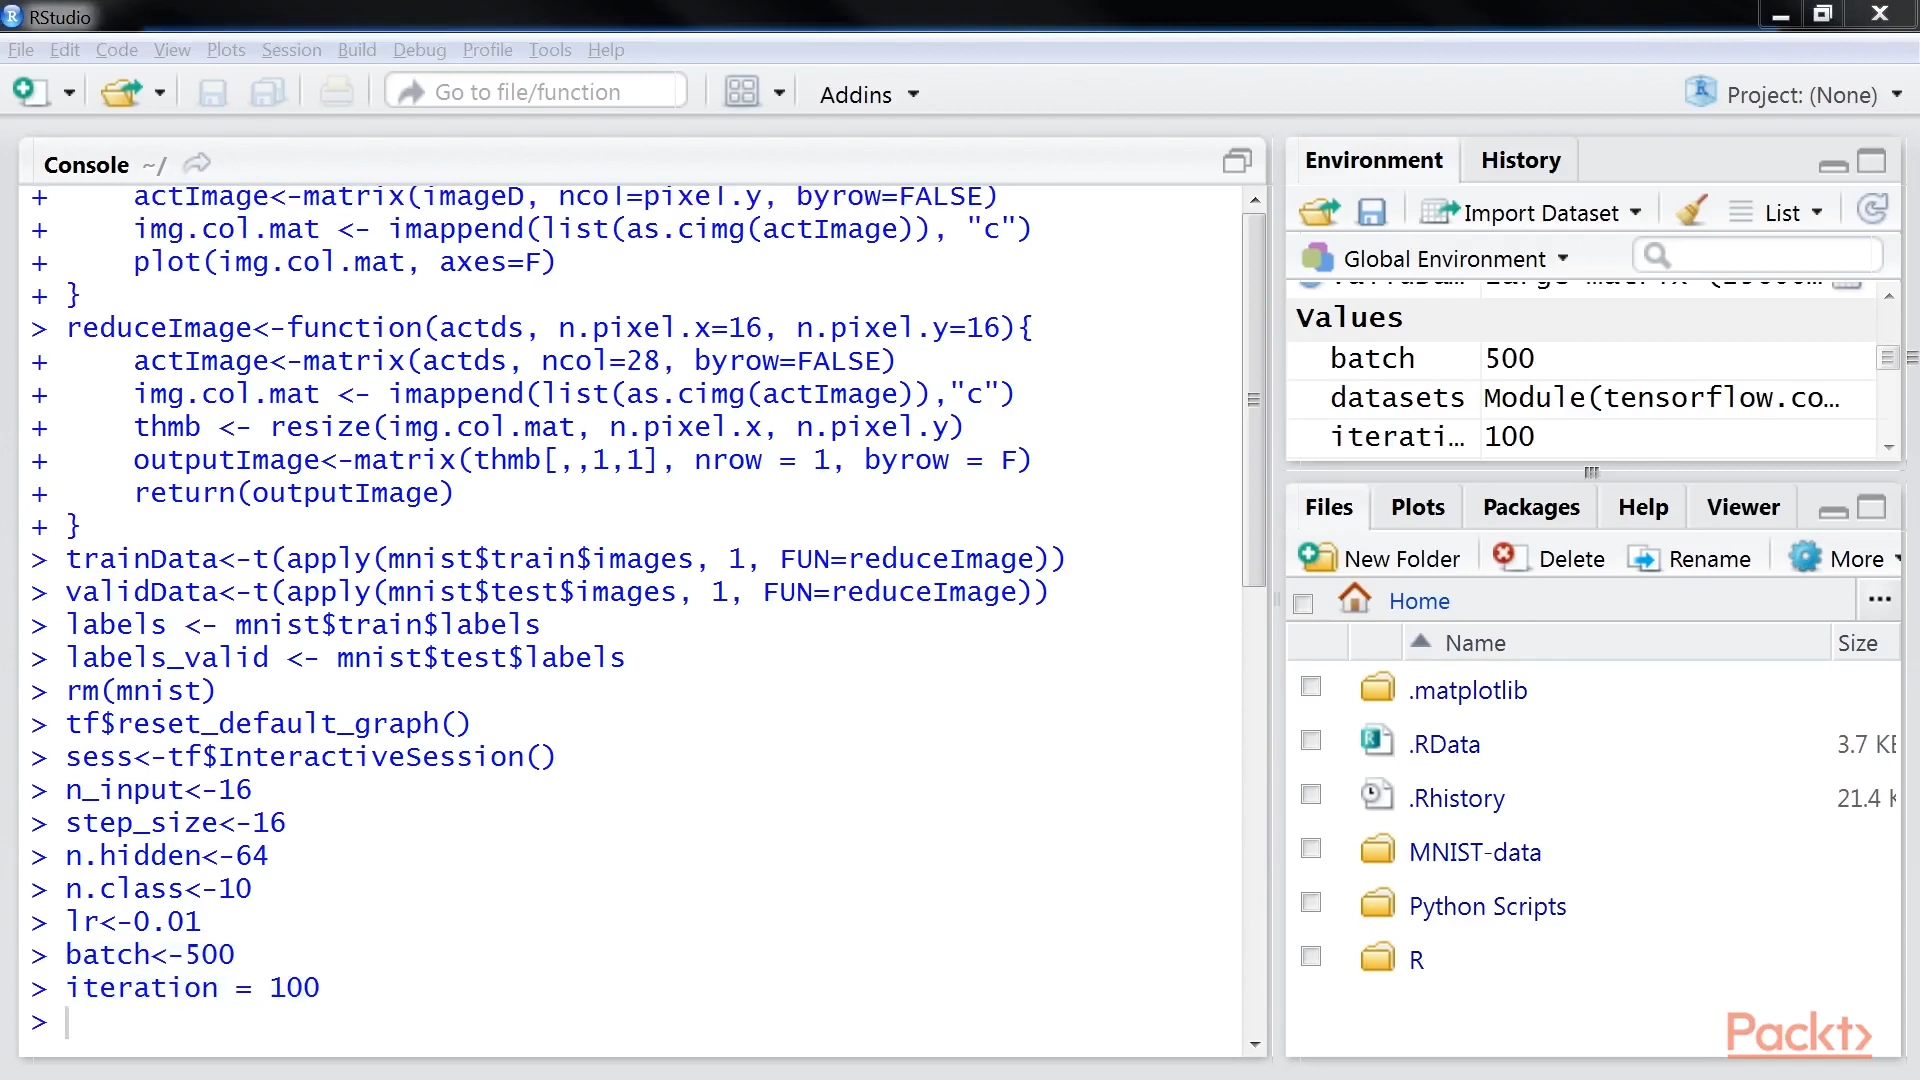 RStudio
File Edit Code View Plots Session Build Debug Profile Tools Help
Go to file/function
Addins
Project: (None)
Console ~/
+ actImage<-matrix(imageD, ncol=pixel.y, byrow=FALSE)
+ img.col.mat <- imappend(list(as.cimg(actImage)), "c")
+ plot(img.col.mat, axes=F)
+ }
> reduceImage<-function(actds, n.pixel.x=16, n.pixel.y=16){
+ actImage<-matrix(actds, ncol=28, byrow=FALSE)
+ img.col.mat <- imappend(list(as.cimg(actImage)),"c")
+ thmb <- resize(img.col.mat, n.pixel.x, n.pixel.y)
+ outputImage<-matrix(thmb[,,1,1], nrow = 1, byrow = F)
+ return(outputImage)
+ }
> trainData<-t(apply(mnist$train$images, 1, FUN=reduceImage))
> validData<-t(apply(mnist$test$images, 1, FUN=reduceImage))
> labels <- mnist$train$labels
> labels_valid <- mnist$test$labels
> rm(mnist)
> tf$reset_default_graph()
> sess<-tf$InteractiveSession()
> n_input<-16
> step_size<-16
> n.hidden<-64
> n.class<-10
> lr<-0.01
> batch<-500
> iteration = 100
>
Environment History
Import Dataset List
Global Environment
Values
batch 500
datasets Module(tensorflow.co…
iterati… 100
Files Plots Packages Help Viewer
New Folder Delete Rename More
Home ...
Name Size
.matplotlib
.RData 3.7 KB
.Rhistory 21.4 K
MNIST-data
Python Scripts
R
Packt>